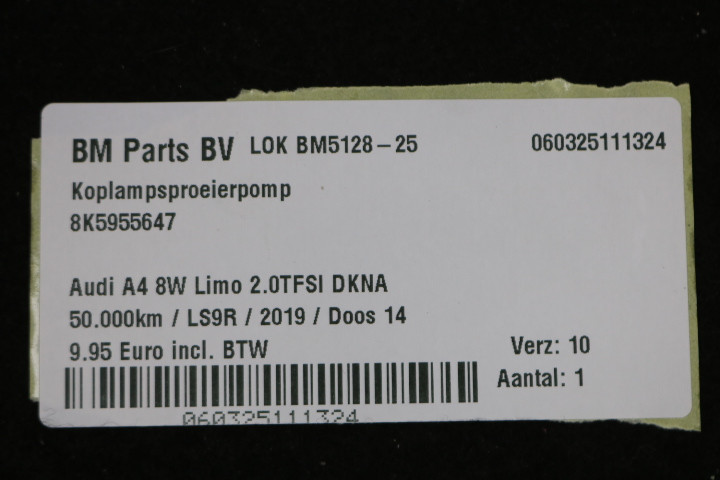 BM Parts BV LOK BM5128-25 060325111324
Koplampsproeierpomp
8K5955647
Audi A4 8W Limo 2.0TFSI DKNA
50.000km / LS9R / 2019 / Doos 14
9.95 Euro incl. BTW Verz: 10
Aantal: 1
060325111324